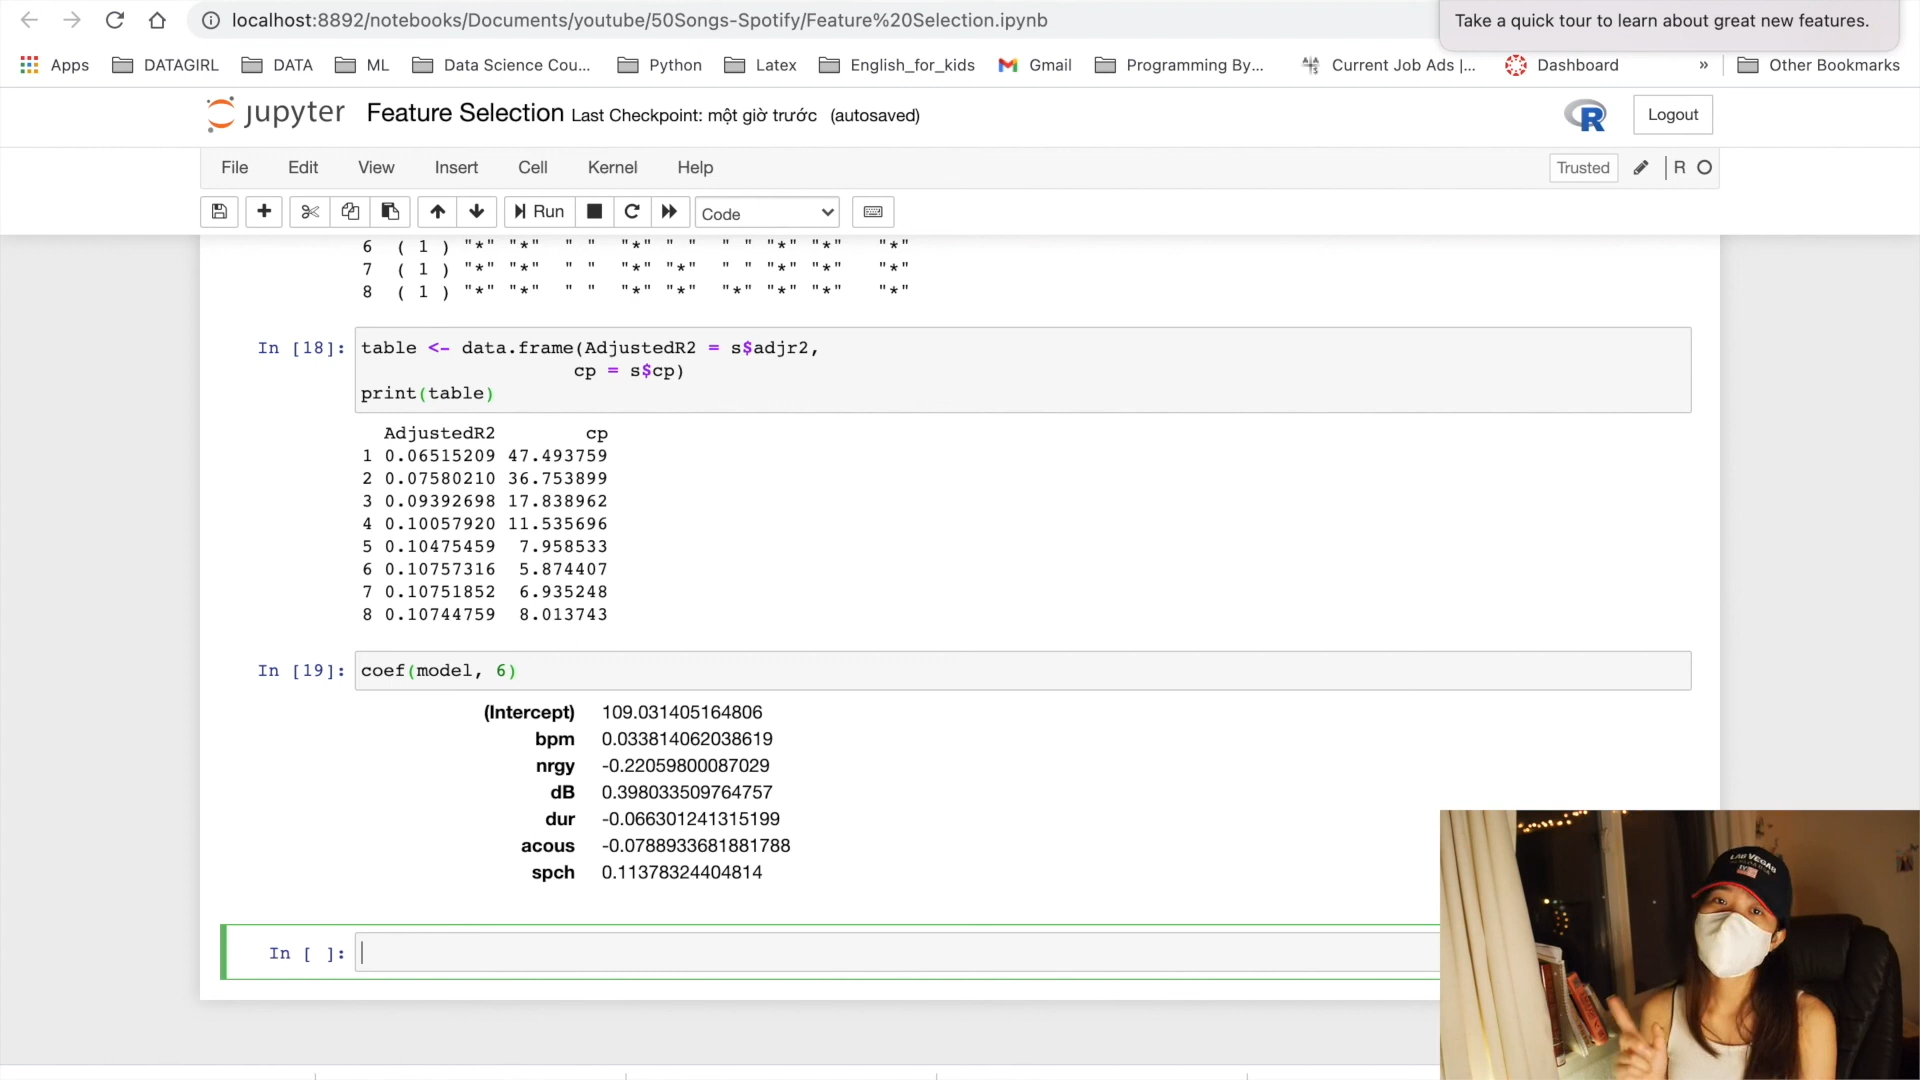 localhost:8892/notebooks/Documents/youtube/50Songs-Spotify/Feature%20Selection.ipynb
Take a quick tour to learn about great new features.
Apps DATAGIRL DATA ML Data Science Cou... Python Latex English_for_kids Gmail Programming By... Current Job Ads |... Dashboard » Other Bookmarks
jupyter Feature Selection Last Checkpoint: một giờ trước (autosaved) R Logout
File Edit View Insert Cell Kernel Help Trusted R
Run Code
6 ( 1 ) "*" "*" " " "*" " " " " "*" "*" "*"
7 ( 1 ) "*" "*" " " "*" "*" " " "*" "*" "*"
8 ( 1 ) "*" "*" " " "*" "*" "*" "*" "*" "*"
In [18]: table <- data.frame(AdjustedR2 = s$adjr2,
cp = s$cp)
print(table)
AdjustedR2 cp
1 0.06515209 47.493759
2 0.07580210 36.753899
3 0.09392698 17.838962
4 0.10057920 11.535696
5 0.10475459 7.958533
6 0.10757316 5.874407
7 0.10751852 6.935248
8 0.10744759 8.013743
In [19]: coef(model, 6)
(Intercept) 109.031405164806
bpm 0.033814062038619
nrgy -0.22059800087029
dB 0.398033509764757
dur -0.066301241315199
acous -0.0788933681881788
spch 0.11378324404814
In [ ]:
LAS VEGAS